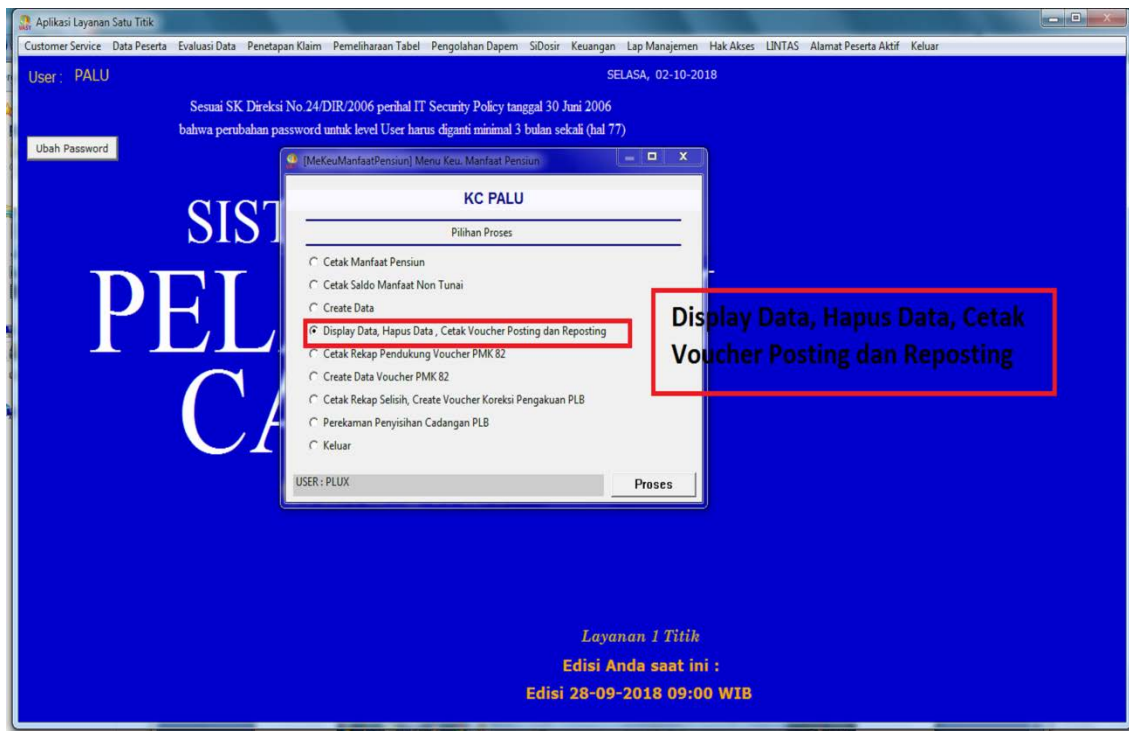 Aplikasi Layanan Satu Titik
Customer Service Data Peserta Evaluasi Data Penetapan Klaim Pemeliharaan Tabel Pengolahan Dapem SiDosir Keuangan Lap Manajemen Hak Akses LINTAS Alamat Peserta Aktif Keluar
User : PALU
SELASA, 02-10-2018
Sesuai SK Direksi No.24/DIR/2006 perihal IT Security Policy tanggal 30 Juni 2006
bahwa perubahan password untuk level User harus diganti minimal 3 bulan sekali (hal 77)
Ubah Password
[MeKeuManfaatPensiun] Menu Keu. Manfaat Pensiun
KC PALU
Pilihan Proses
Cetak Manfaat Pensiun
Cetak Saldo Manfaat Non Tunai
Create Data
Display Data, Hapus Data , Cetak Voucher Posting dan Reposting
Cetak Rekap Pendukung Voucher PMK 82
Create Data Voucher PMK 82
Cetak Rekap Selisih, Create Voucher Koreksi Pengakuan PLB
Perekaman Penyisihan Cadangan PLB
Keluar
USER : PLUX
Proses
SIST
PEL
CA
Display Data, Hapus Data, Cetak
Voucher Posting dan Reposting
Layanan 1 Titik
Edisi Anda saat ini :
Edisi 28-09-2018 09:00 WIB